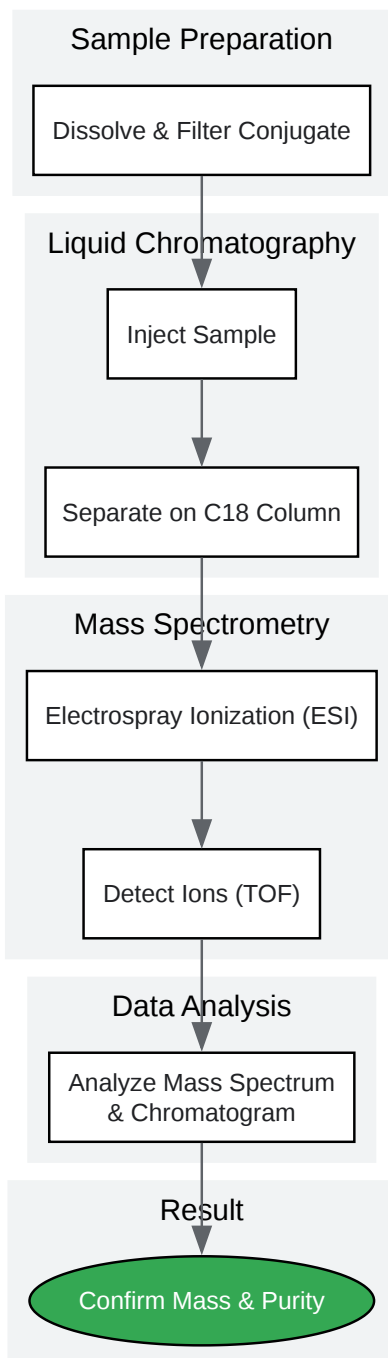 Sample Preparation
Dissolve & Filter Conjugate
Liquid Chromatography
Inject Sample
Separate on C18 Column
Mass Spectrometry
Electrospray Ionization (ESI)
Detect Ions (TOF)
Data Analysis
Analyze Mass Spectrum
& Chromatogram
Result
Confirm Mass & Purity